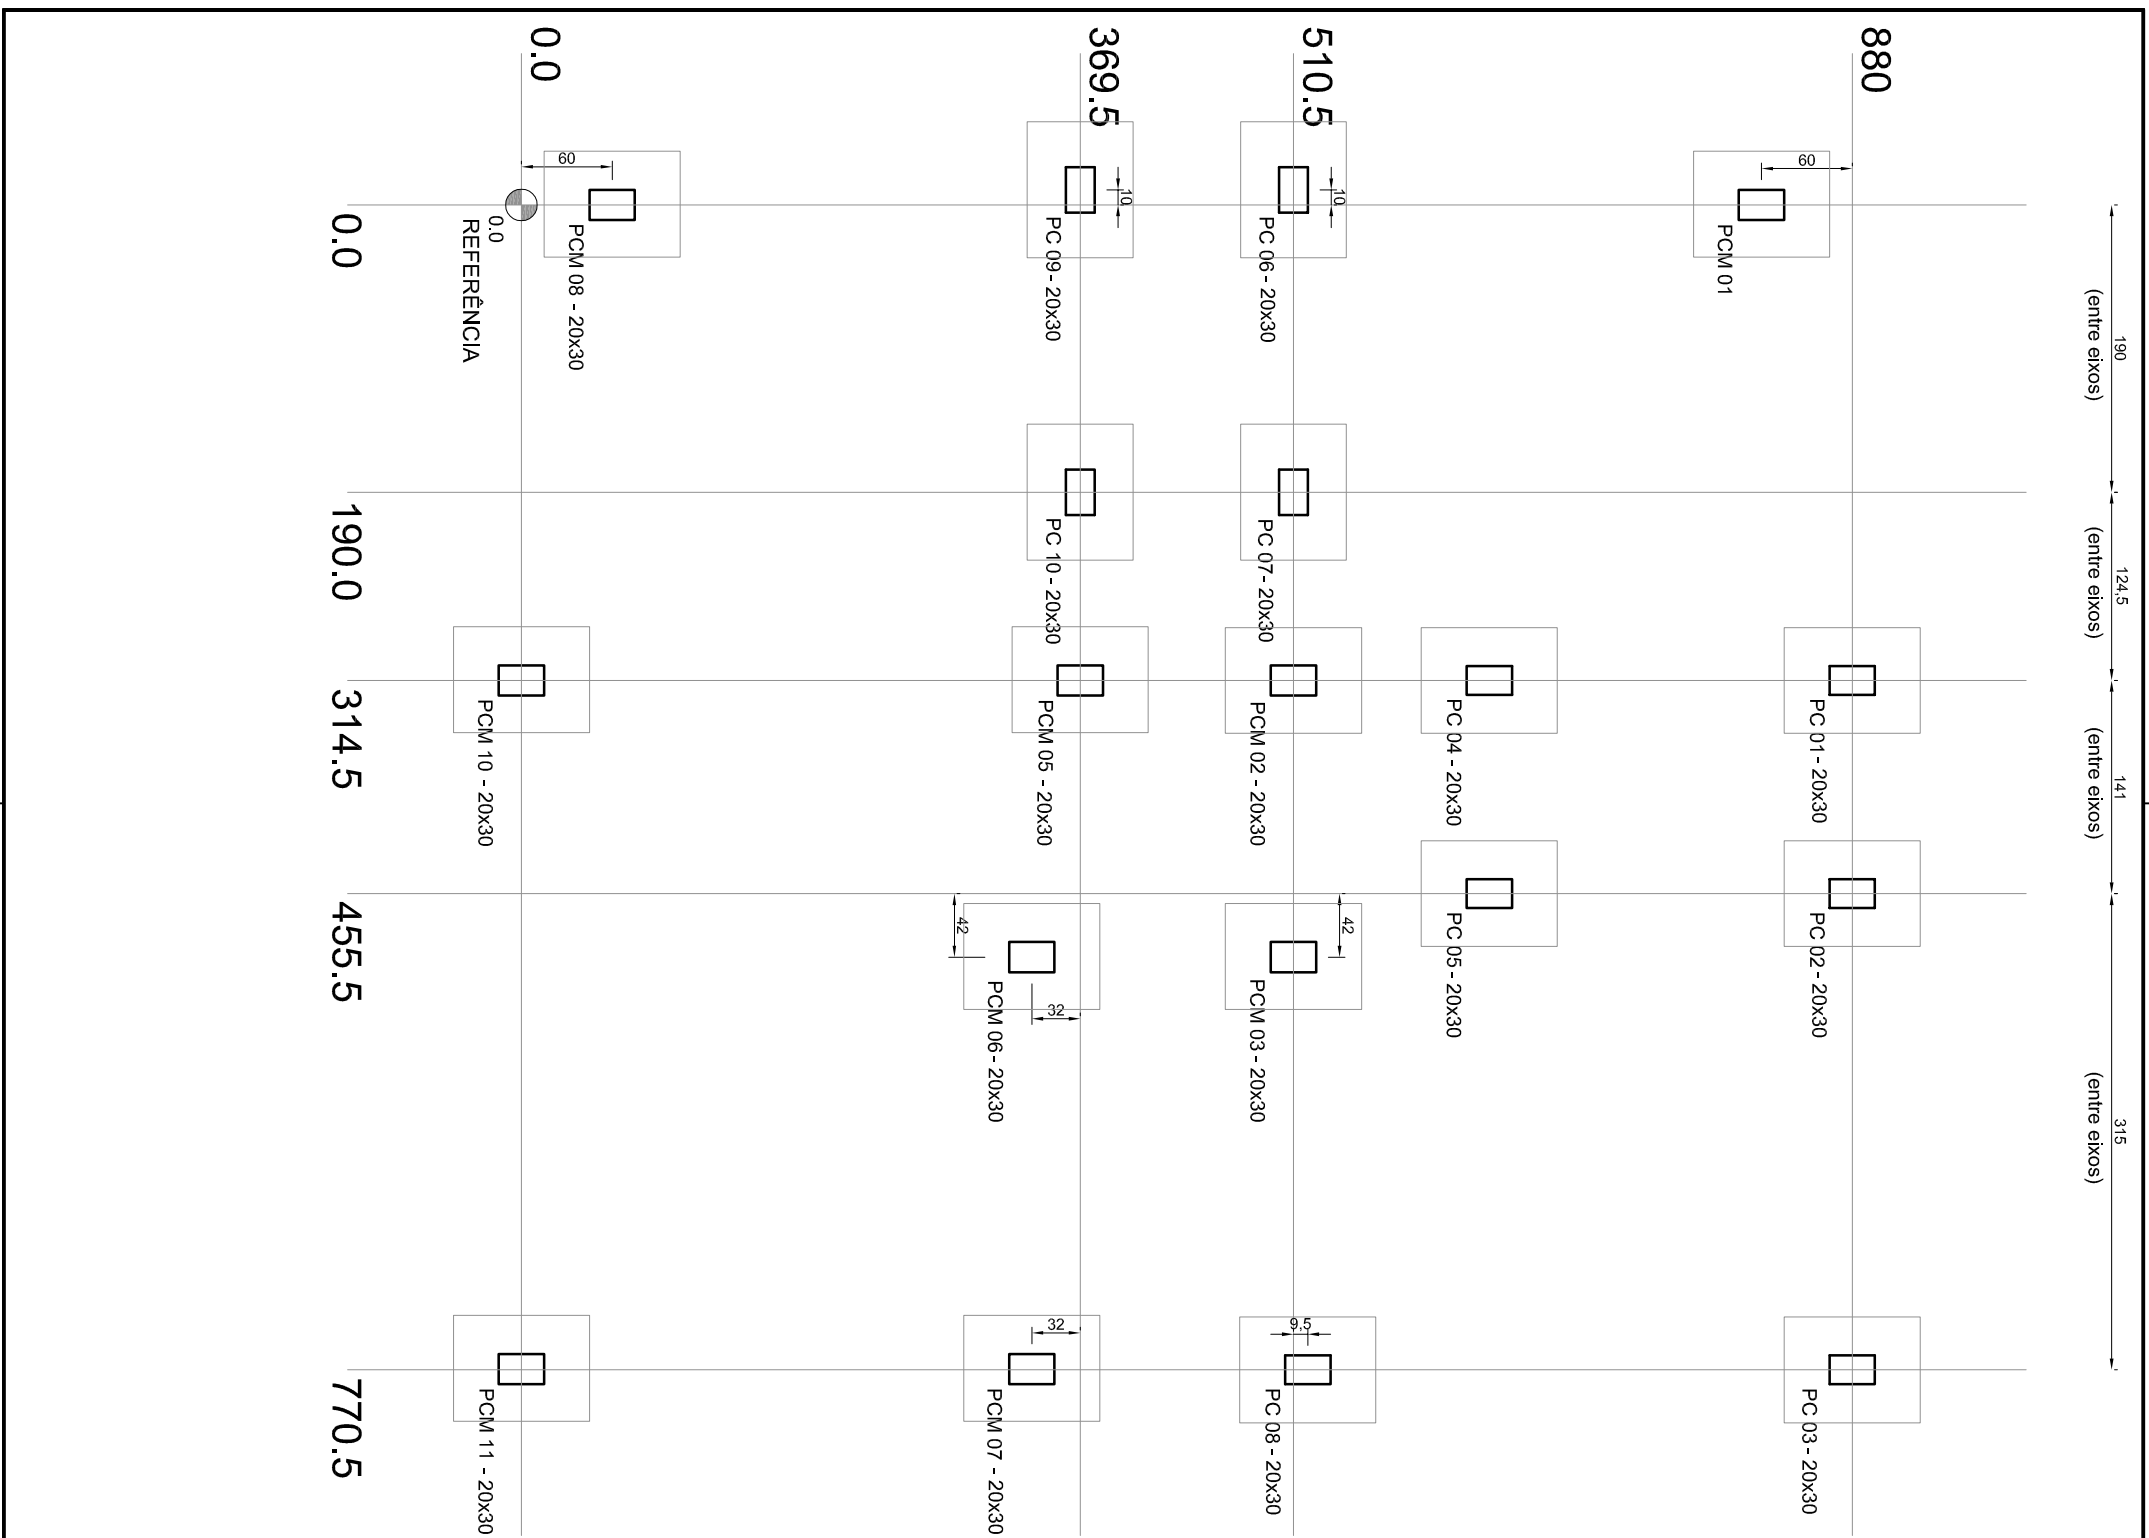 0.0
369.5
510.5
880
60
10
10
60
PCM 08 - 20x30
PC 09 - 20x30
PC 06 - 20x30
PCM 01
0.0
REFERÊNCIA
0.0
190
(entre eixos)
PC 10 - 20x30
PC 07- 20x30
190.0
124,5
(entre eixos)
PCM 10 - 20x30
PCM 05 - 20x30
PCM 02 - 20x30
PC 04 - 20x30
PC 01 - 20x30
314.5
141
(entre eixos)
42
42
PC 05 - 20x30
PC 02 - 20x30
455.5
32
PCM 06 - 20x30
PCM 03 - 20x30
315
(entre eixos)
32
9,5
PCM 11 - 20x30
PCM 07 - 20x30
PC 08 - 20x30
PC 03 - 20x30
770.5